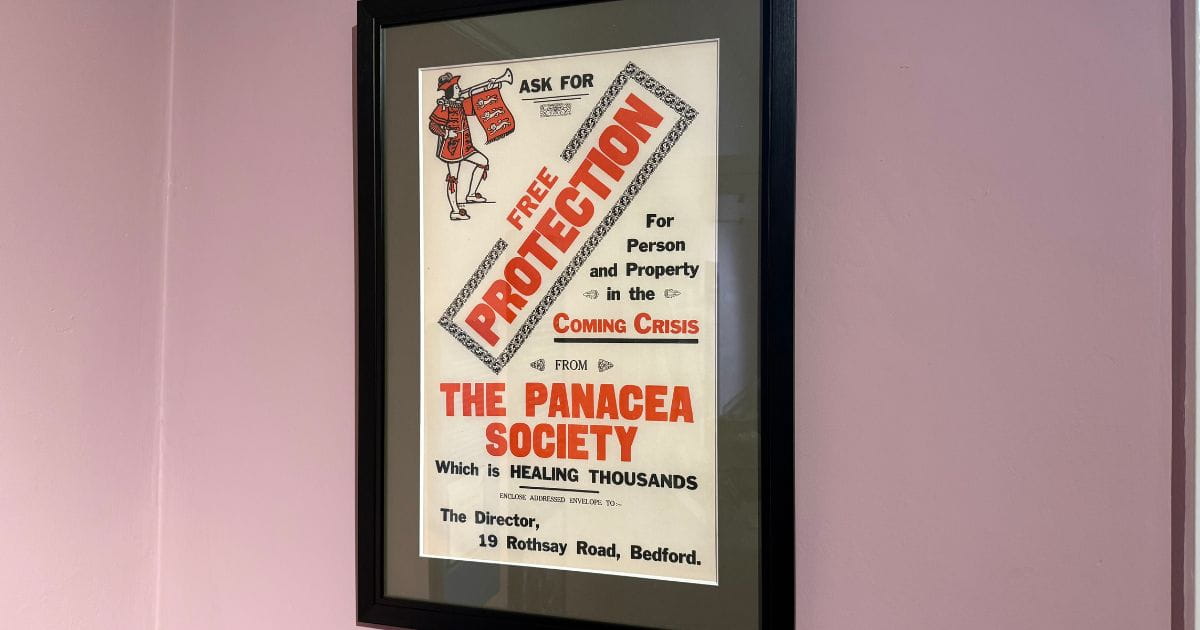 ASK FOR
FREE
PROTECTION
For
Person
and Property
in the
COMING CRISIS
FROM
THE PANACEA
SOCIETY
Which is HEALING THOUSANDS
ENCLOSE ADDRESSED ENVELOPE TO:-
The Director,
19 Rothsay Road, Bedford.